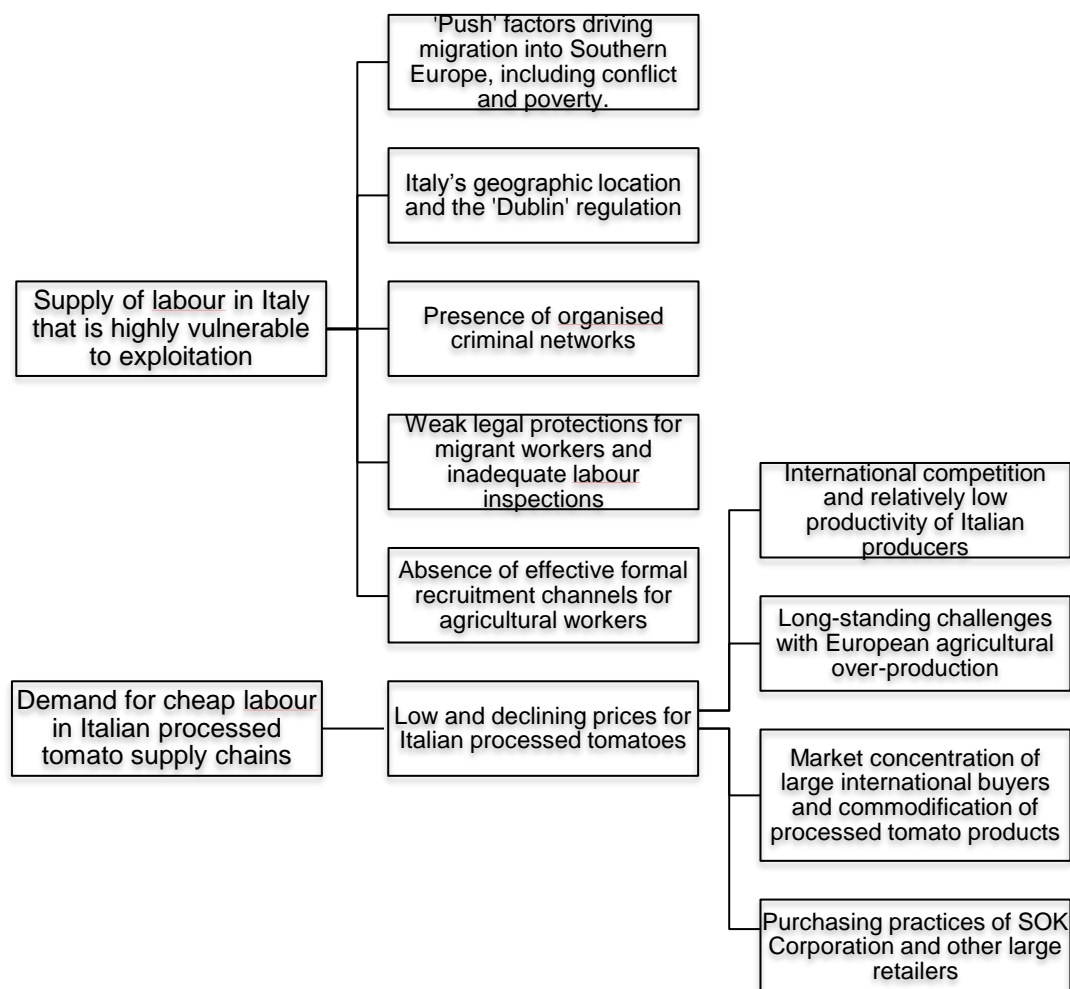 'Push' factors driving
migration into Southern
Europe, including conflict
and poverty.
Italy's geographic location
and the 'Dublin' regulation
Supply of labour in Italy
that is highly vulnerable
to exploitation
Presence of organised
criminal networks
Weak legal protections for
migrant workers and
inadequate labour
inspections
Absence of effective formal
recruitment channels for
agricultural workers
Demand for cheap labour
in Italian processed
tomato supply chains
Low and declining prices for
Italian processed tomatoes
International competition
and relatively low
productivity of Italian
producers
Long-standing challenges
with European agricultural
over-production
Market concentration of
large international buyers
and commodification of
processed tomato products
Purchasing practices of SOK
Corporation and other large
retailers